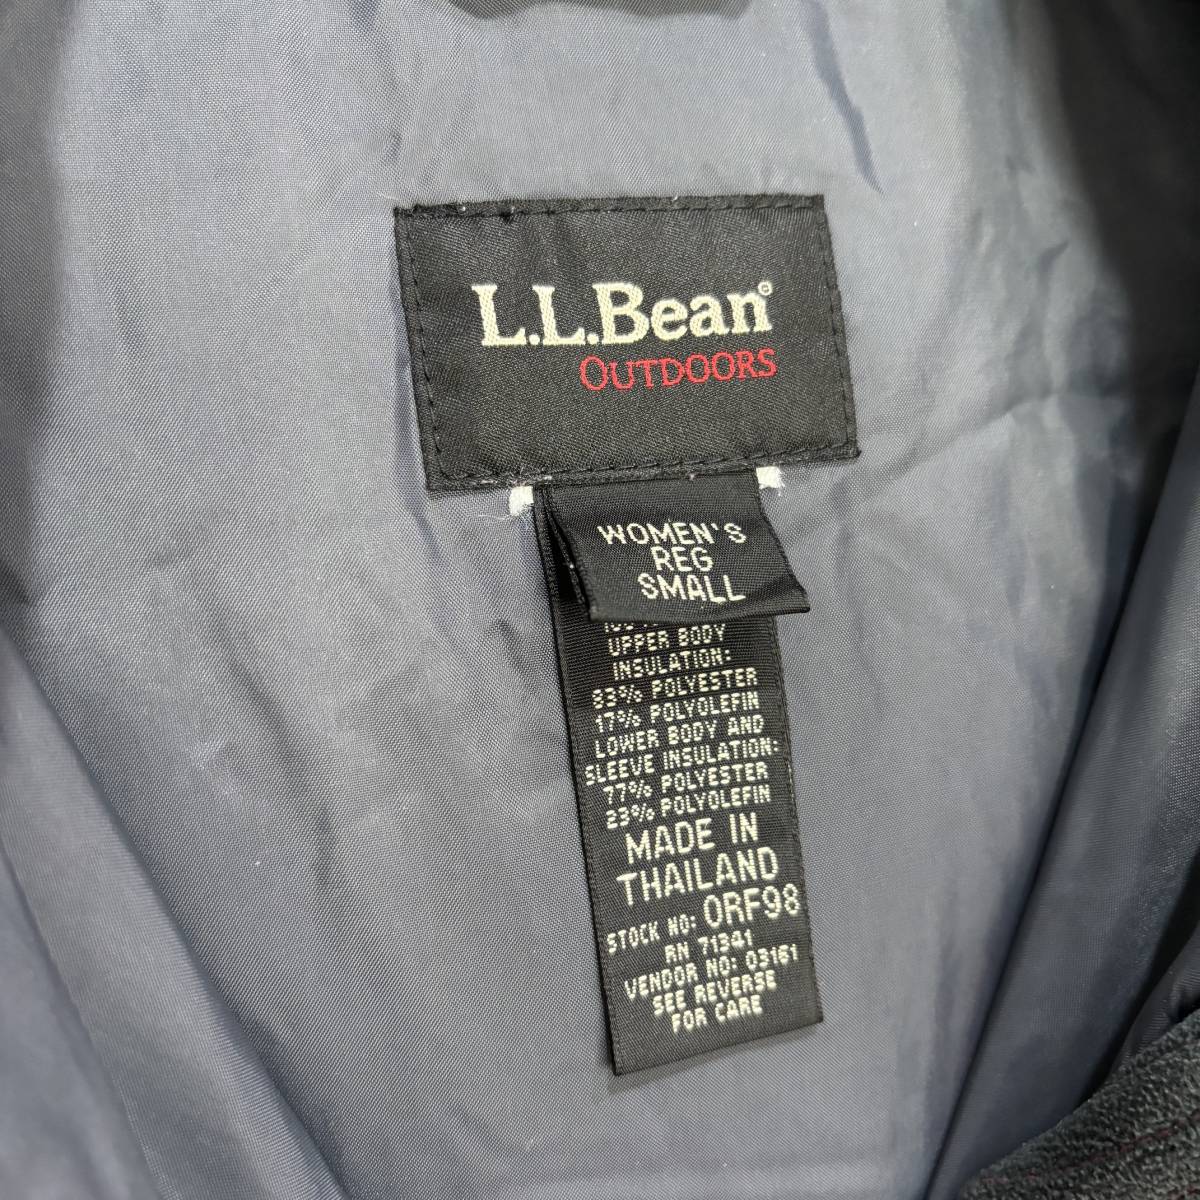 L.L.Bean®
OUTDOORS
WOMEN'S
REG
SMALL
UPPER BODY
INSULATION:
83% POLYESTER
17% POLYOLEFIN
LOWER BODY AND
SLEEVE INSULATION:
77% POLYESTER
23% POLYOLEFIN
MADE IN
THAILAND
STOCK NO: 0RF98
RN 71341
VENDOR NO: 03161
SEE REVERSE
FOR CARE